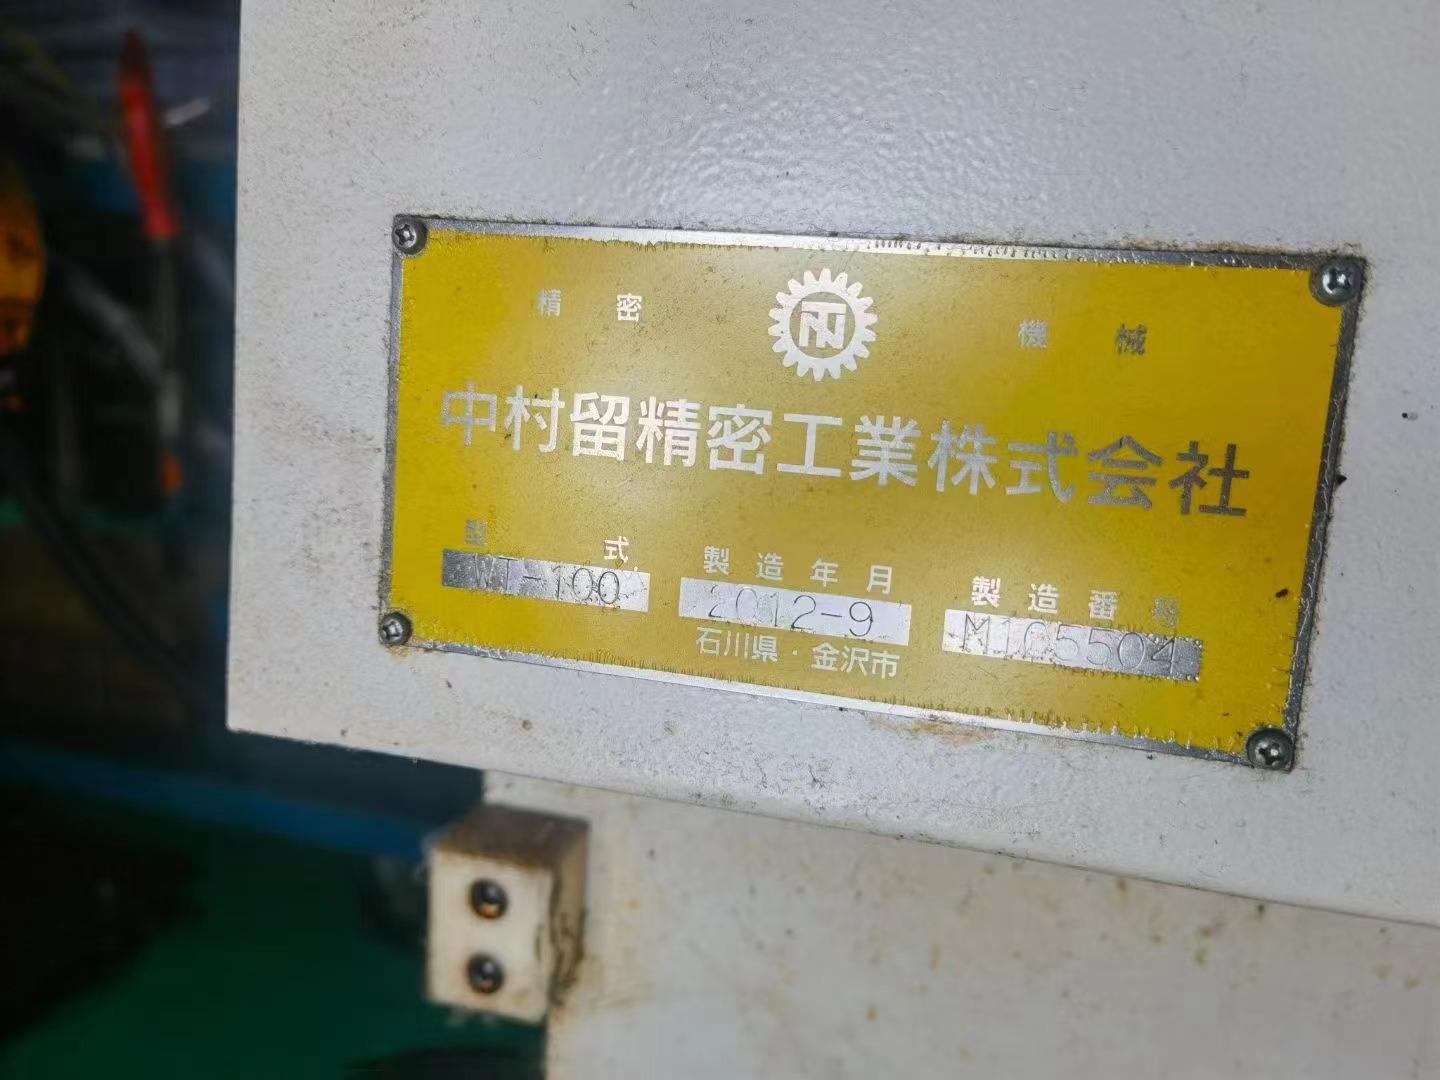 精密 機械
中村留精密工業株式会社
型式 製造年月 製造番号
WT-100 2012-9 M1C5504
石川県・金沢市